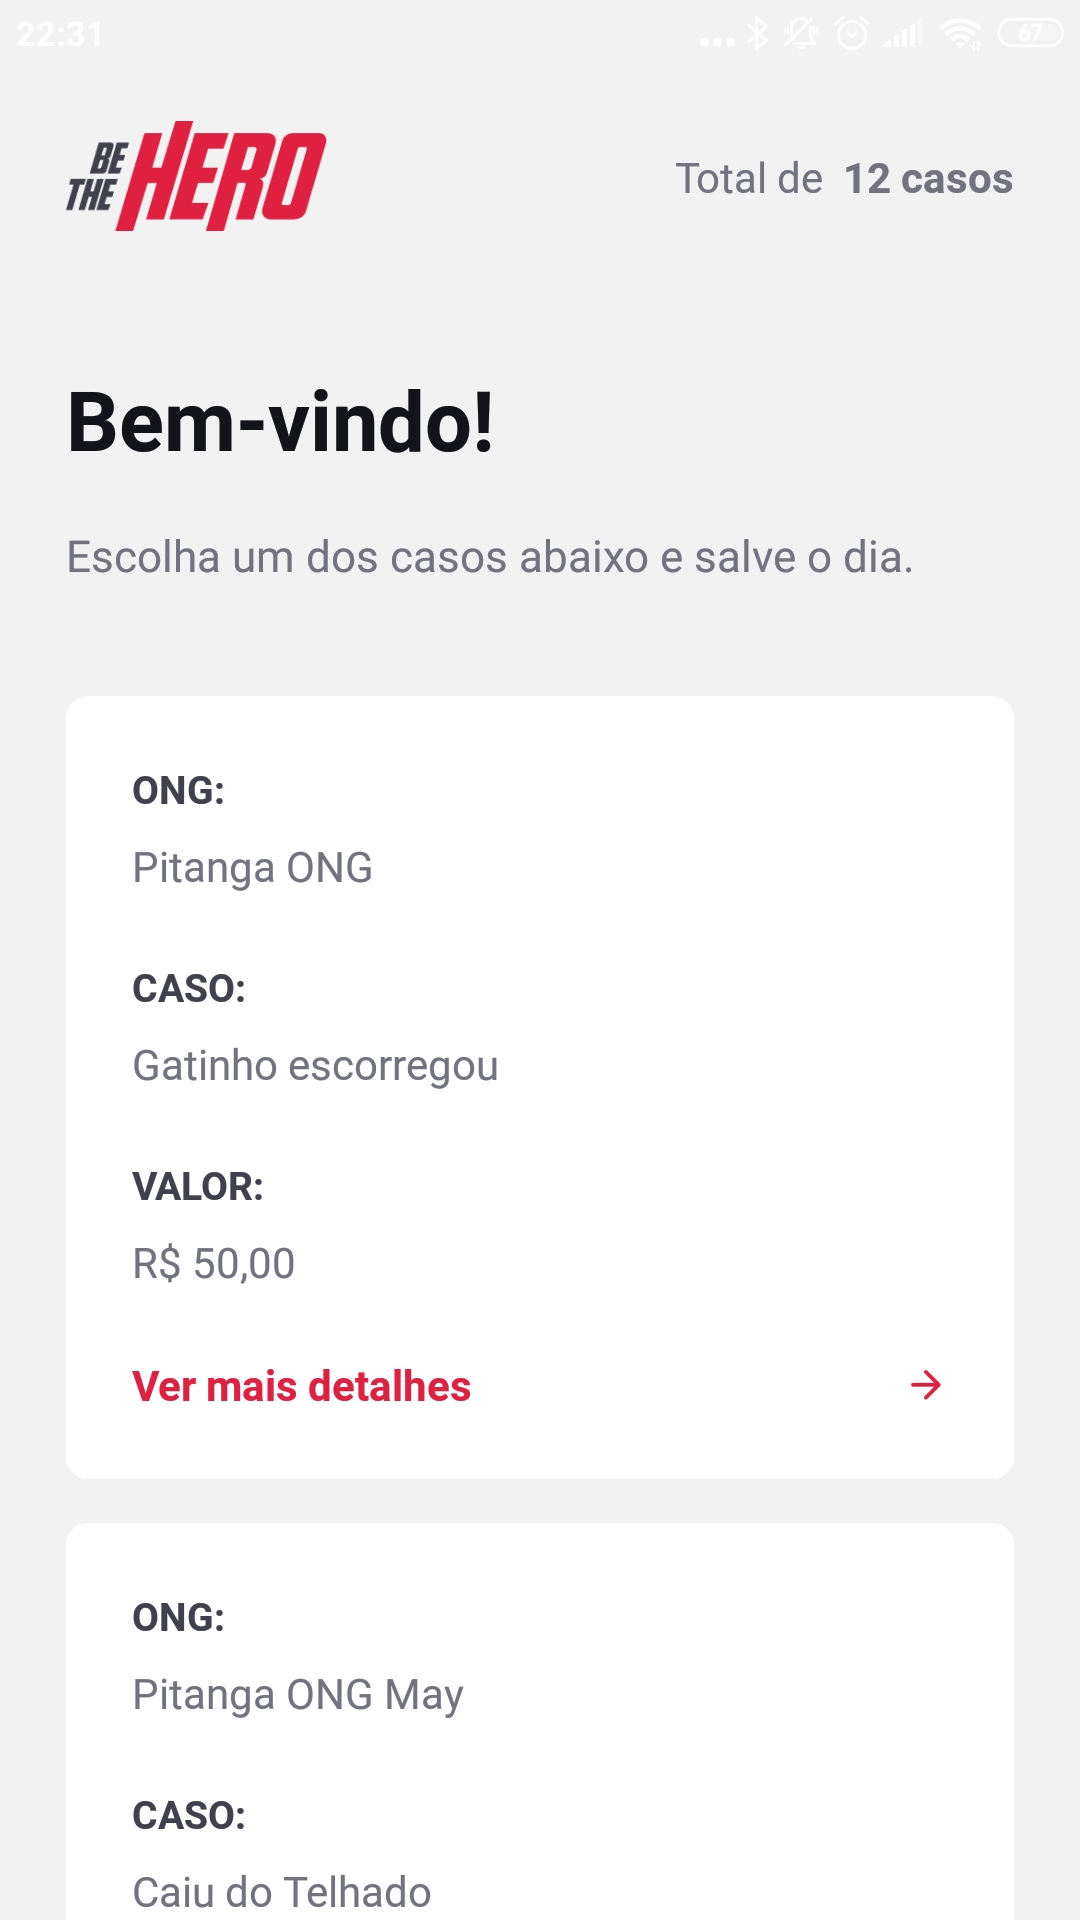 22:31
67
BE
THE HERO
Total de 12 casos
Bem-vindo!
Escolha um dos casos abaixo e salve o dia.
ONG:
Pitanga ONG
CASO:
Gatinho escorregou
VALOR:
R$ 50,00
Ver mais detalhes
ONG:
Pitanga ONG May
CASO:
Caiu do Telhado